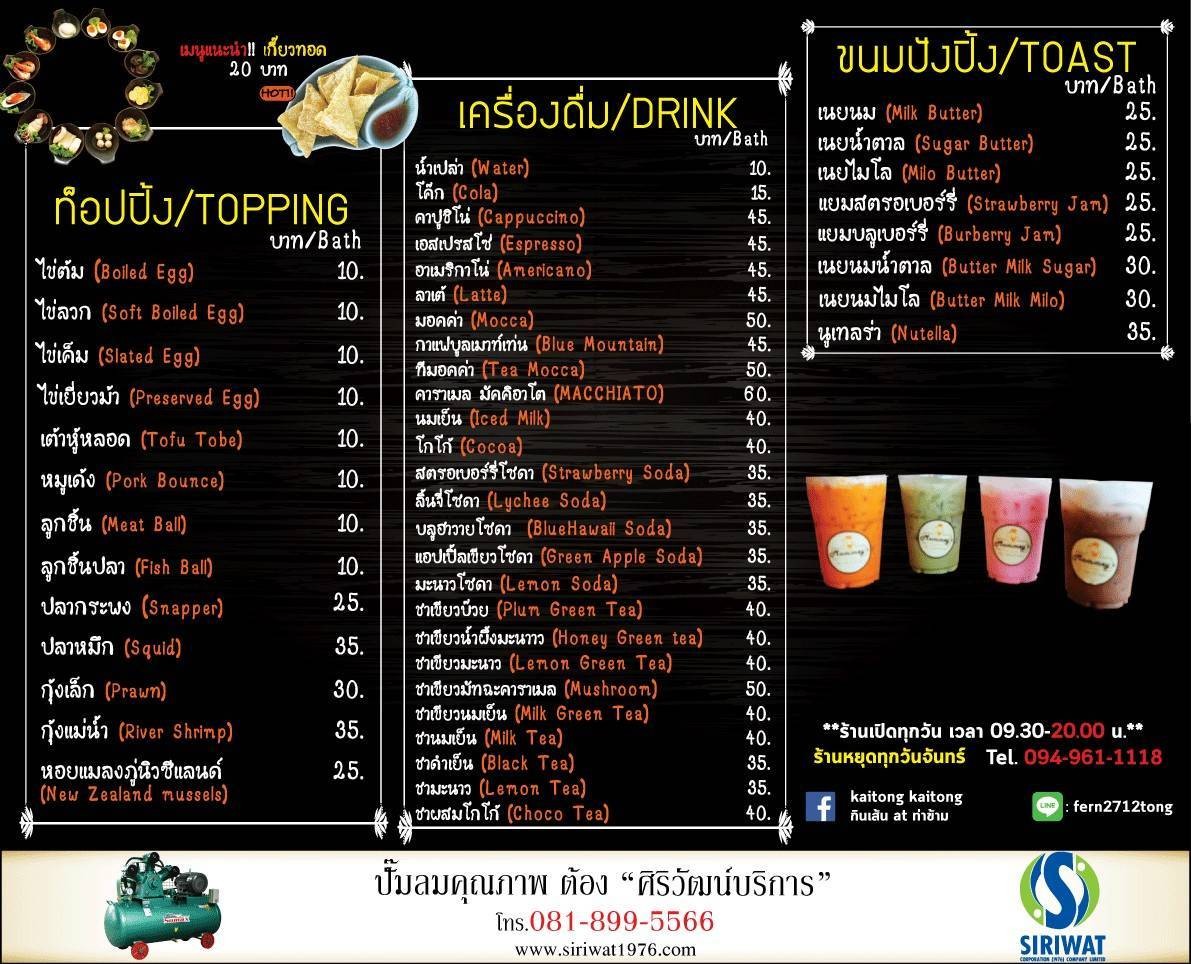 เมนูแนะนำ!! เกี๊ยวทอด
20 บาท
HOT!!
ท็อปปิ้ง/TOPPING
บาท/Bath
ไข่ต้ม (Boiled Egg) 10.
ไข่ลวก (Soft Boiled Egg) 10.
ไข่เค็ม (Slated Egg) 10.
ไข่เยี่ยวม้า (Preserved Egg) 10.
เต้าหู้หลอด (Tofu Tobe) 10.
หมูเด้ง (Pork Bounce) 10.
ลูกชิ้น (Meat Ball) 10.
ลูกชิ้นปลา (Fish Ball) 10.
ปลากระพง (Snapper) 25.
ปลาหมึก (Squid) 35.
กุ้งเล็ก (Prawn) 30.
กุ้งแม่น้ำ (River Shrimp) 35.
หอยแมลงภู่นิวซีแลนด์ 25.
(New Zealand mussels)
เครื่องดื่ม/DRINK
บาท/Bath
น้ำเปล่า (Water) 10.
โค๊ก (Cola) 15.
คาปูชิโน่ (Cappuccino) 45.
เอสเปรสโซ่ (Espresso) 45.
อาเมริกาโน่ (Americano) 45.
ลาเต้ (Latte) 45.
มอคค่า (Mocca) 50.
กาแฟบูลเมาท์เท่น (Blue Mountain) 45.
ทีมอคค่า (Tea Mocca) 50.
คาราเมล มัคคิอาโต (MACCHIATO) 60.
นมเย็น (Iced Milk) 40.
โกโก้ (Cocoa) 40.
สตรอเบอร์รี่โซดา (Strawberry Soda) 35.
ลิ้นจี่โซดา (Lychee Soda) 35.
บลูฮาวายโซดา (BlueHawaii Soda) 35.
แอปเปิ้ลเขียวโซดา (Green Apple Soda) 35.
มะนาวโซดา (Lemon Soda) 35.
ชาเขียวบ๊วย (Plum Green Tea) 40.
ชาเขียวน้ำผึ้งมะนาาว (Honey Green tea) 40.
ชาเขียวมะนาว (Lemon Green Tea) 40.
ชาเขียวมัทฉะคาราเมล (Mushroom) 50.
ชาเขียวนมเย็น (Milk Green Tea) 40.
ชานมเย็น (Milk Tea) 40.
ชาดำเย็น (Black Tea) 35.
ชามะนาว (Lemon Tea) 35.
ชาผสมโกโก้ (Choco Tea) 40.
ขนมปังปิ้ง/TOAST
บาท/Bath
เนยนม (Milk Butter) 25.
เนยน้ำตาล (Sugar Butter) 25.
เนยไมโล (Milo Butter) 25.
แยมสตรอเบอร์รี่ (Strawberry Jam) 25.
แยมบลูเบอร์รี่ (Burberry Jam) 25.
เนยนมน้ำตาล (Butter Milk Sugar) 30.
เนยนมไมโล (Butter Milk Milo) 30.
นูเทลร่า (Nutella) 35.
**ร้านเปิดทุกวัน เวลา 09.30-20.00 น.**
ร้านหยุดทุกวันจันทร์ Tel. 094-961-1118
kaitong kaitong
กินเส้น at ท่าข้าม
LINE : fern2712tong
ปั๊มลมคุณภาพ ต้อง “ศิริวัฒน์บริการ”
โทร.081-899-5566
www.siriwat1976.com
SIRIWAT
CORPORATION (1976) COMPANY LIMITED